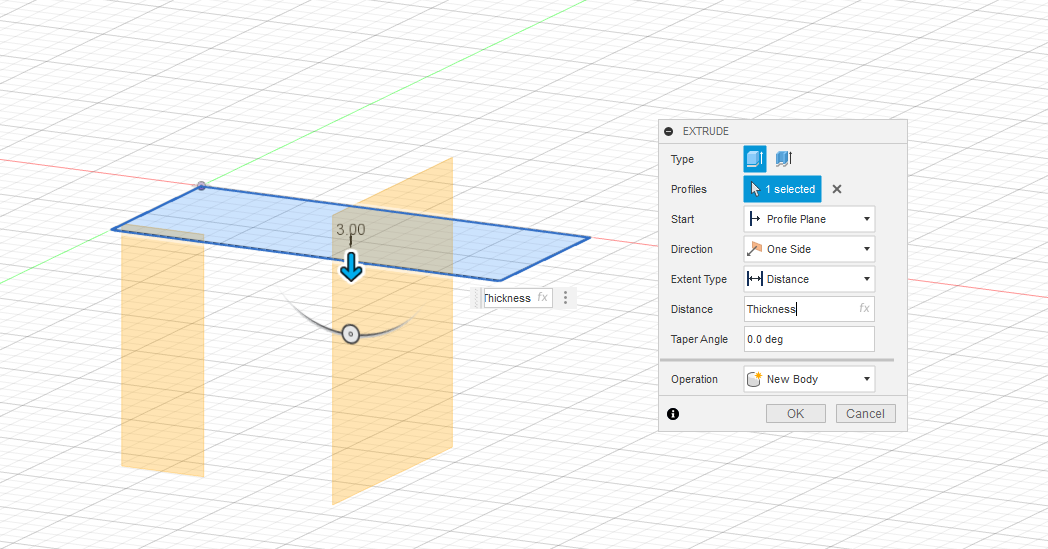 EXTRUDE
Type
Profiles 1 selected
Start Profile Plane
Direction One Side
Extent Type Distance
Distance Thickness fx
Taper Angle 0.0 deg
Operation New Body
OK Cancel
3.00
Thickness fx